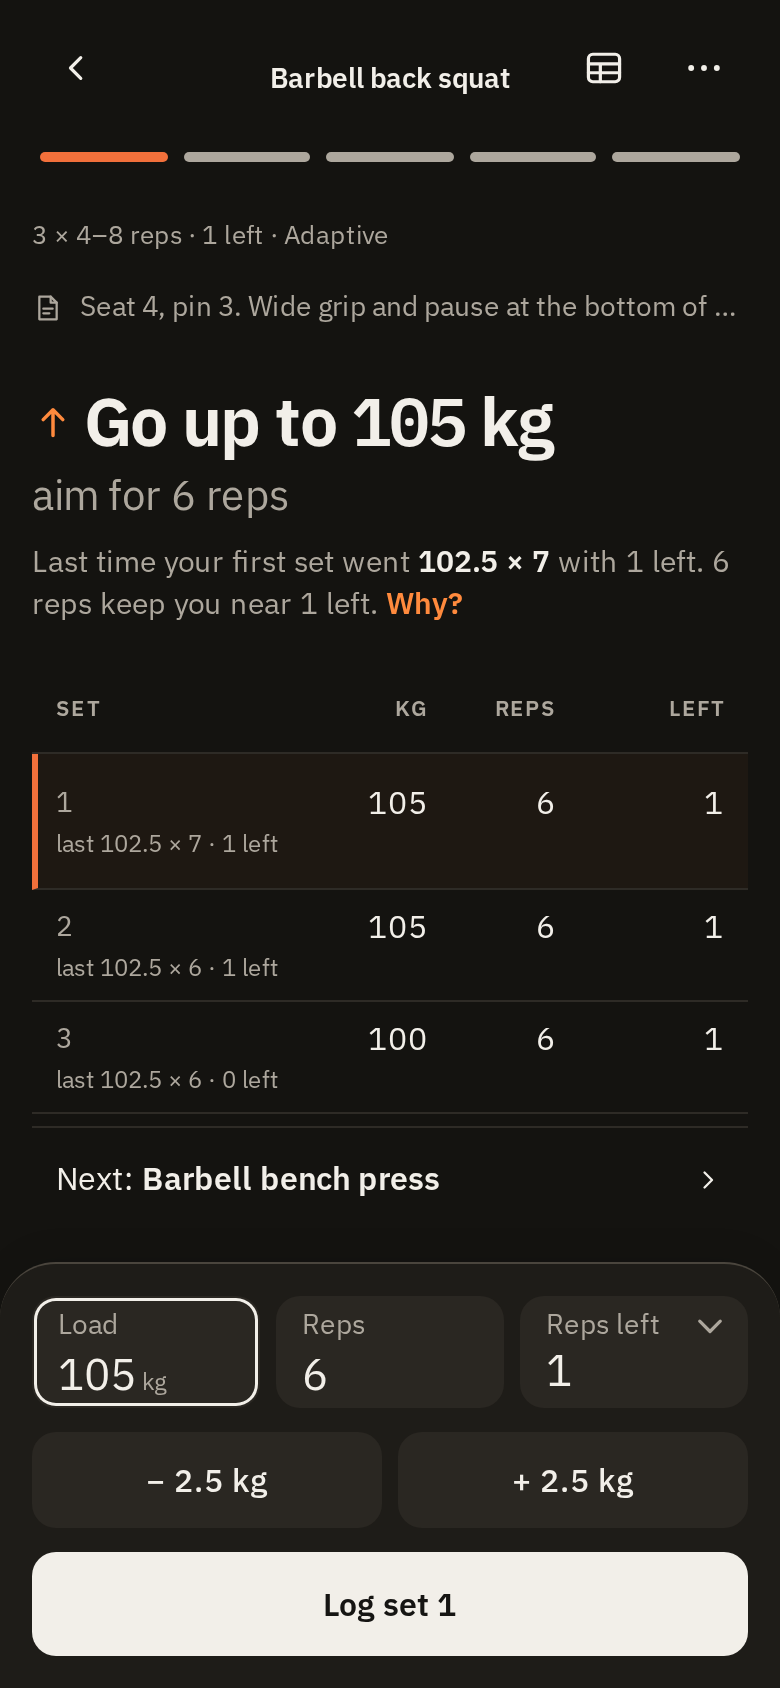 Barbell back squat
3 × 4–8 reps · 1 left · Adaptive
Seat 4, pin 3. Wide grip and pause at the bottom of ...
↑ Go up to 105 kg
aim for 6 reps
Last time your first set went 102.5 × 7 with 1 left. 6
reps keep you near 1 left. Why?
SET KG REPS LEFT
1 105 6 1
last 102.5 × 7 · 1 left
2 105 6 1
last 102.5 × 6 · 1 left
3 100 6 1
last 102.5 × 6 · 0 left
Next: Barbell bench press
Load Reps Reps left
105 kg 6 1
− 2.5 kg + 2.5 kg
Log set 1